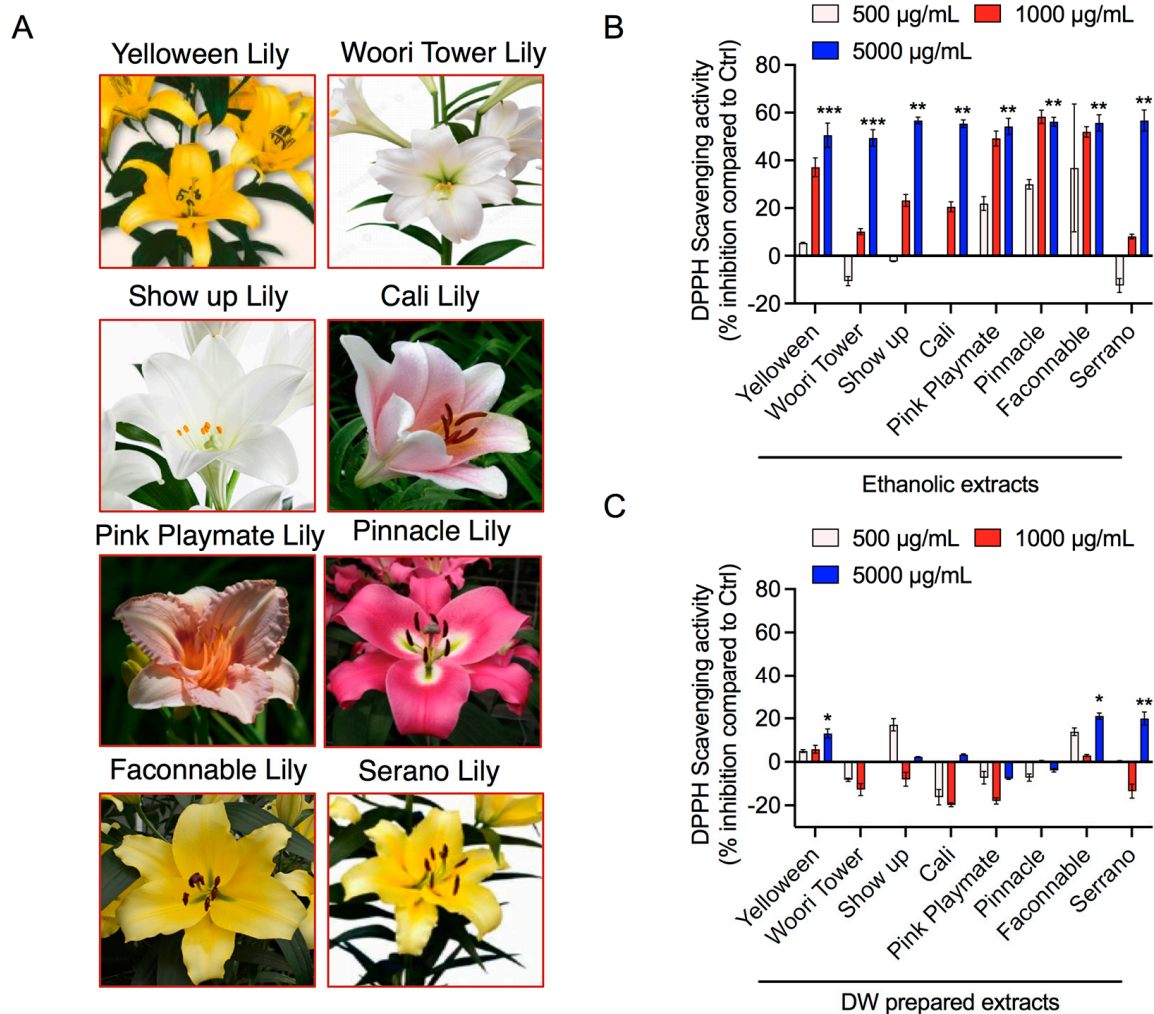 A
Yelloween Lily
Woori Tower Lily
Show up Lily
Cali Lily
Pink Playmate Lily
Pinnacle Lily
Faconnable Lily
Serano Lily
B
500 µg/mL
1000 µg/mL
5000 µg/mL
DPPH Scavenging activity
(% inhibition compared to Ctrl)
80
60
40
20
0
-20
***
***
**
**
**
**
**
**
Yelloween
Woori Tower
Show up
Cali
Pink Playmate
Pinnacle
Faconnable
Serrano
Ethanolic extracts
C
500 µg/mL
1000 µg/mL
5000 µg/mL
DPPH Scavenging activity
(% inhibition compared to Ctrl)
80
60
40
20
0
-20
*
*
**
Yelloween
Woori Tower
Show up
Cali
Pink Playmate
Pinnacle
Faconnable
Serrano
DW prepared extracts